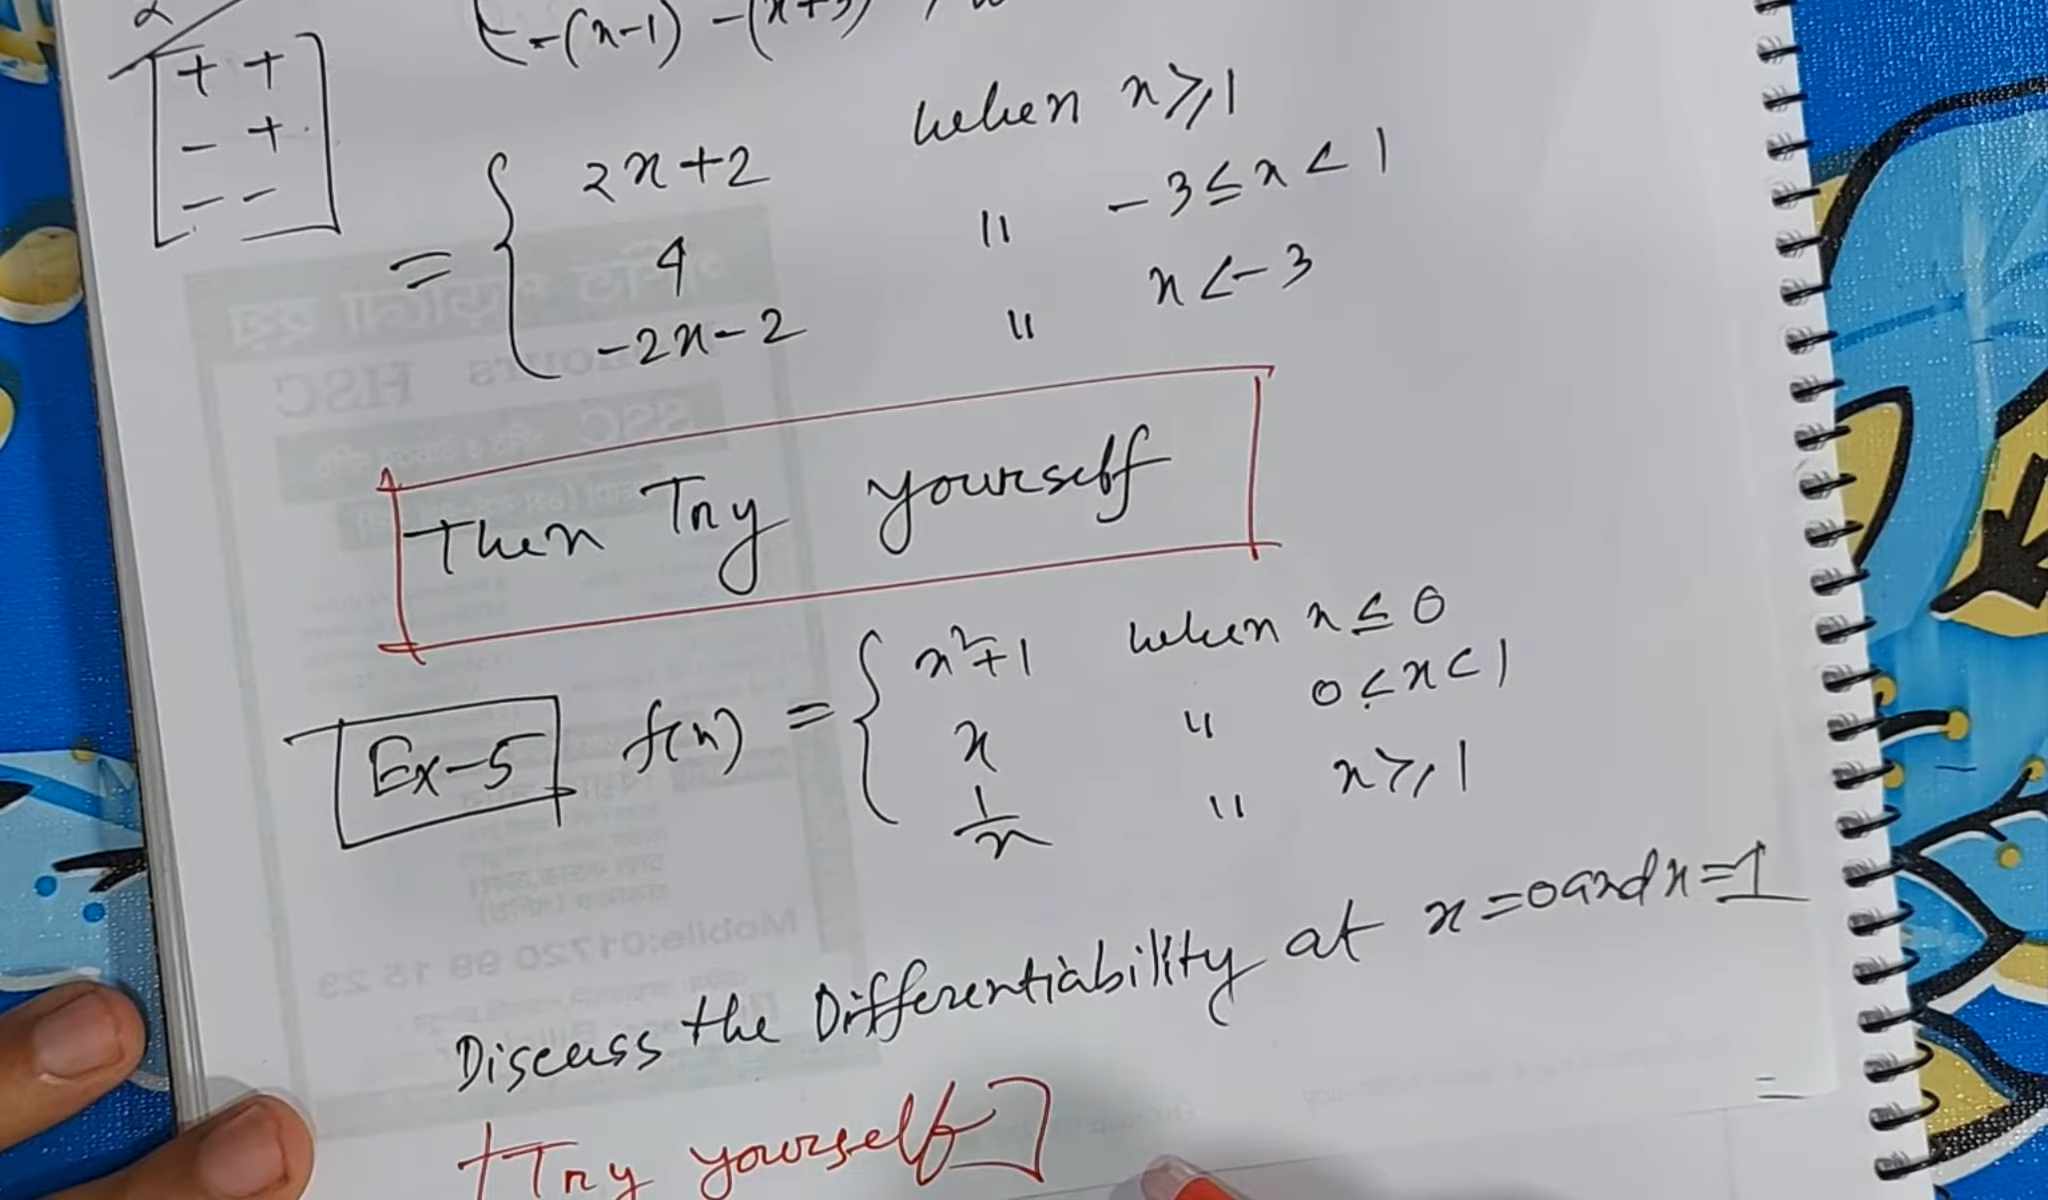 α
-(x-1) -(x+3)
+ +
- +
- -
= { 2x+2 when x⩾1
4 " -3≤x<1
-2x-2 " x<-3
Then Try yourself
Ex-5 f(x) = { x²+1 when x≤0
x " 0<x<1
1/x " x⩾1
Discuss the Differentiability at x=0 and x=1
Try yourself